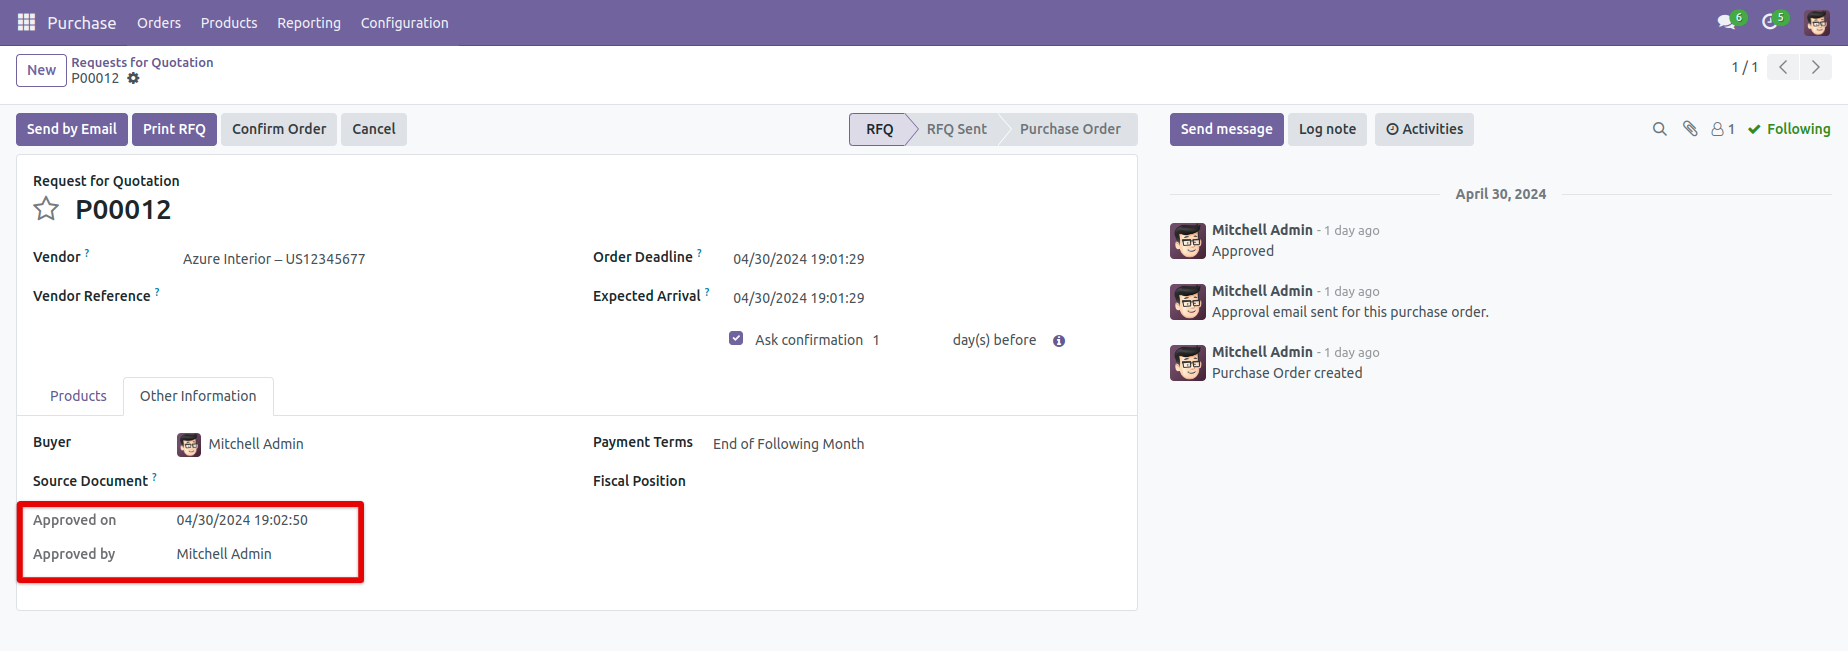 Purchase Orders Products Reporting Configuration 6 5
New Requests for Quotation
P00012 1 / 1
Send by Email Print RFQ Confirm Order Cancel RFQ RFQ Sent Purchase Order Send message Log note Activities 1 Following
Request for Quotation
P00012
Vendor ? Azure Interior – US12345677 Order Deadline ? 04/30/2024 19:01:29
Vendor Reference ? Expected Arrival ? 04/30/2024 19:01:29
Ask confirmation 1 day(s) before
Products Other Information
Buyer Mitchell Admin Payment Terms End of Following Month
Source Document ? Fiscal Position
Approved on 04/30/2024 19:02:50
Approved by Mitchell Admin
April 30, 2024
Mitchell Admin - 1 day ago
Approved
Mitchell Admin - 1 day ago
Approval email sent for this purchase order.
Mitchell Admin - 1 day ago
Purchase Order created